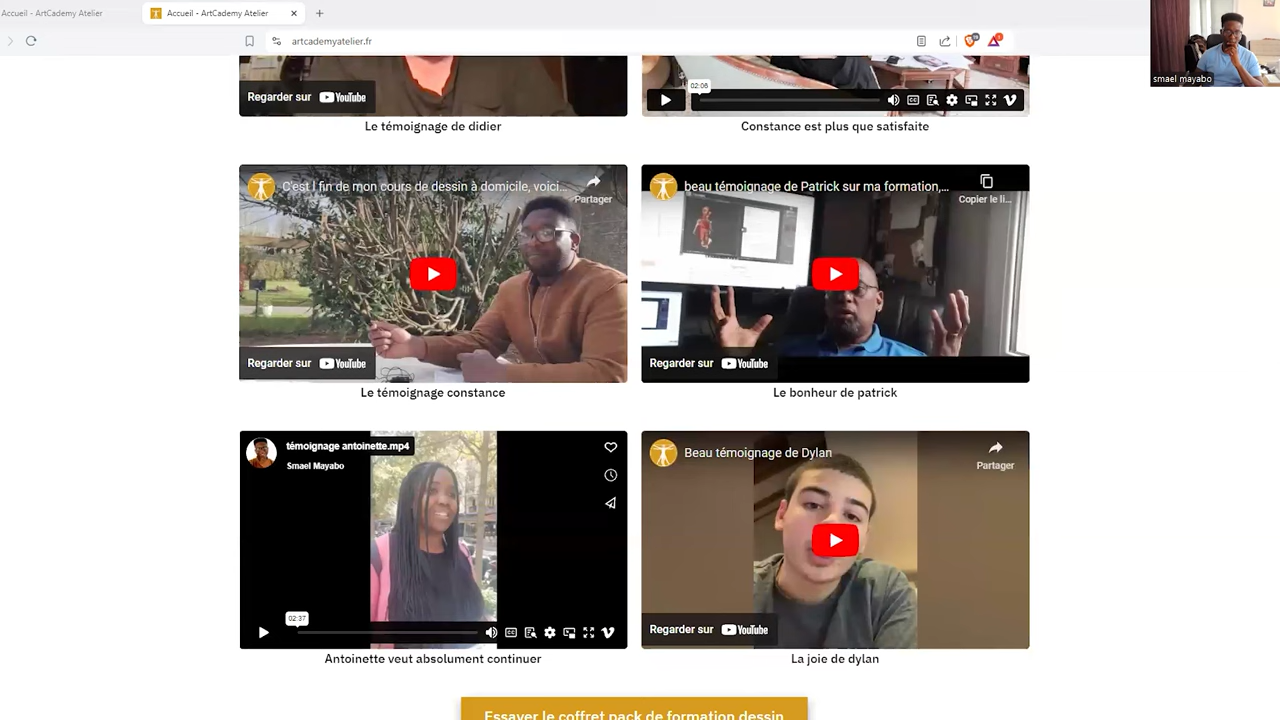 Accueil - ArtCademy Atelier
Accueil - ArtCademy Atelier
artcademyatelier.fr
smael mayabo
Regarder sur YouTube
02:06
Le témoignage de didier
Constance est plus que satisfaite
C'est l fin de mon cours de dessin à domicile, voici...
Partager
beau témoignage de Patrick sur ma formation,...
Copier le li...
Regarder sur YouTube
Regarder sur YouTube
Le témoignage constance
Le bonheur de patrick
témoignage antoinette.mp4
Smael Mayabo
Beau témoignage de Dylan
Partager
02:37
Regarder sur YouTube
Antoinette veut absolument continuer
La joie de dylan
Essayer le coffret pack de formation dessin